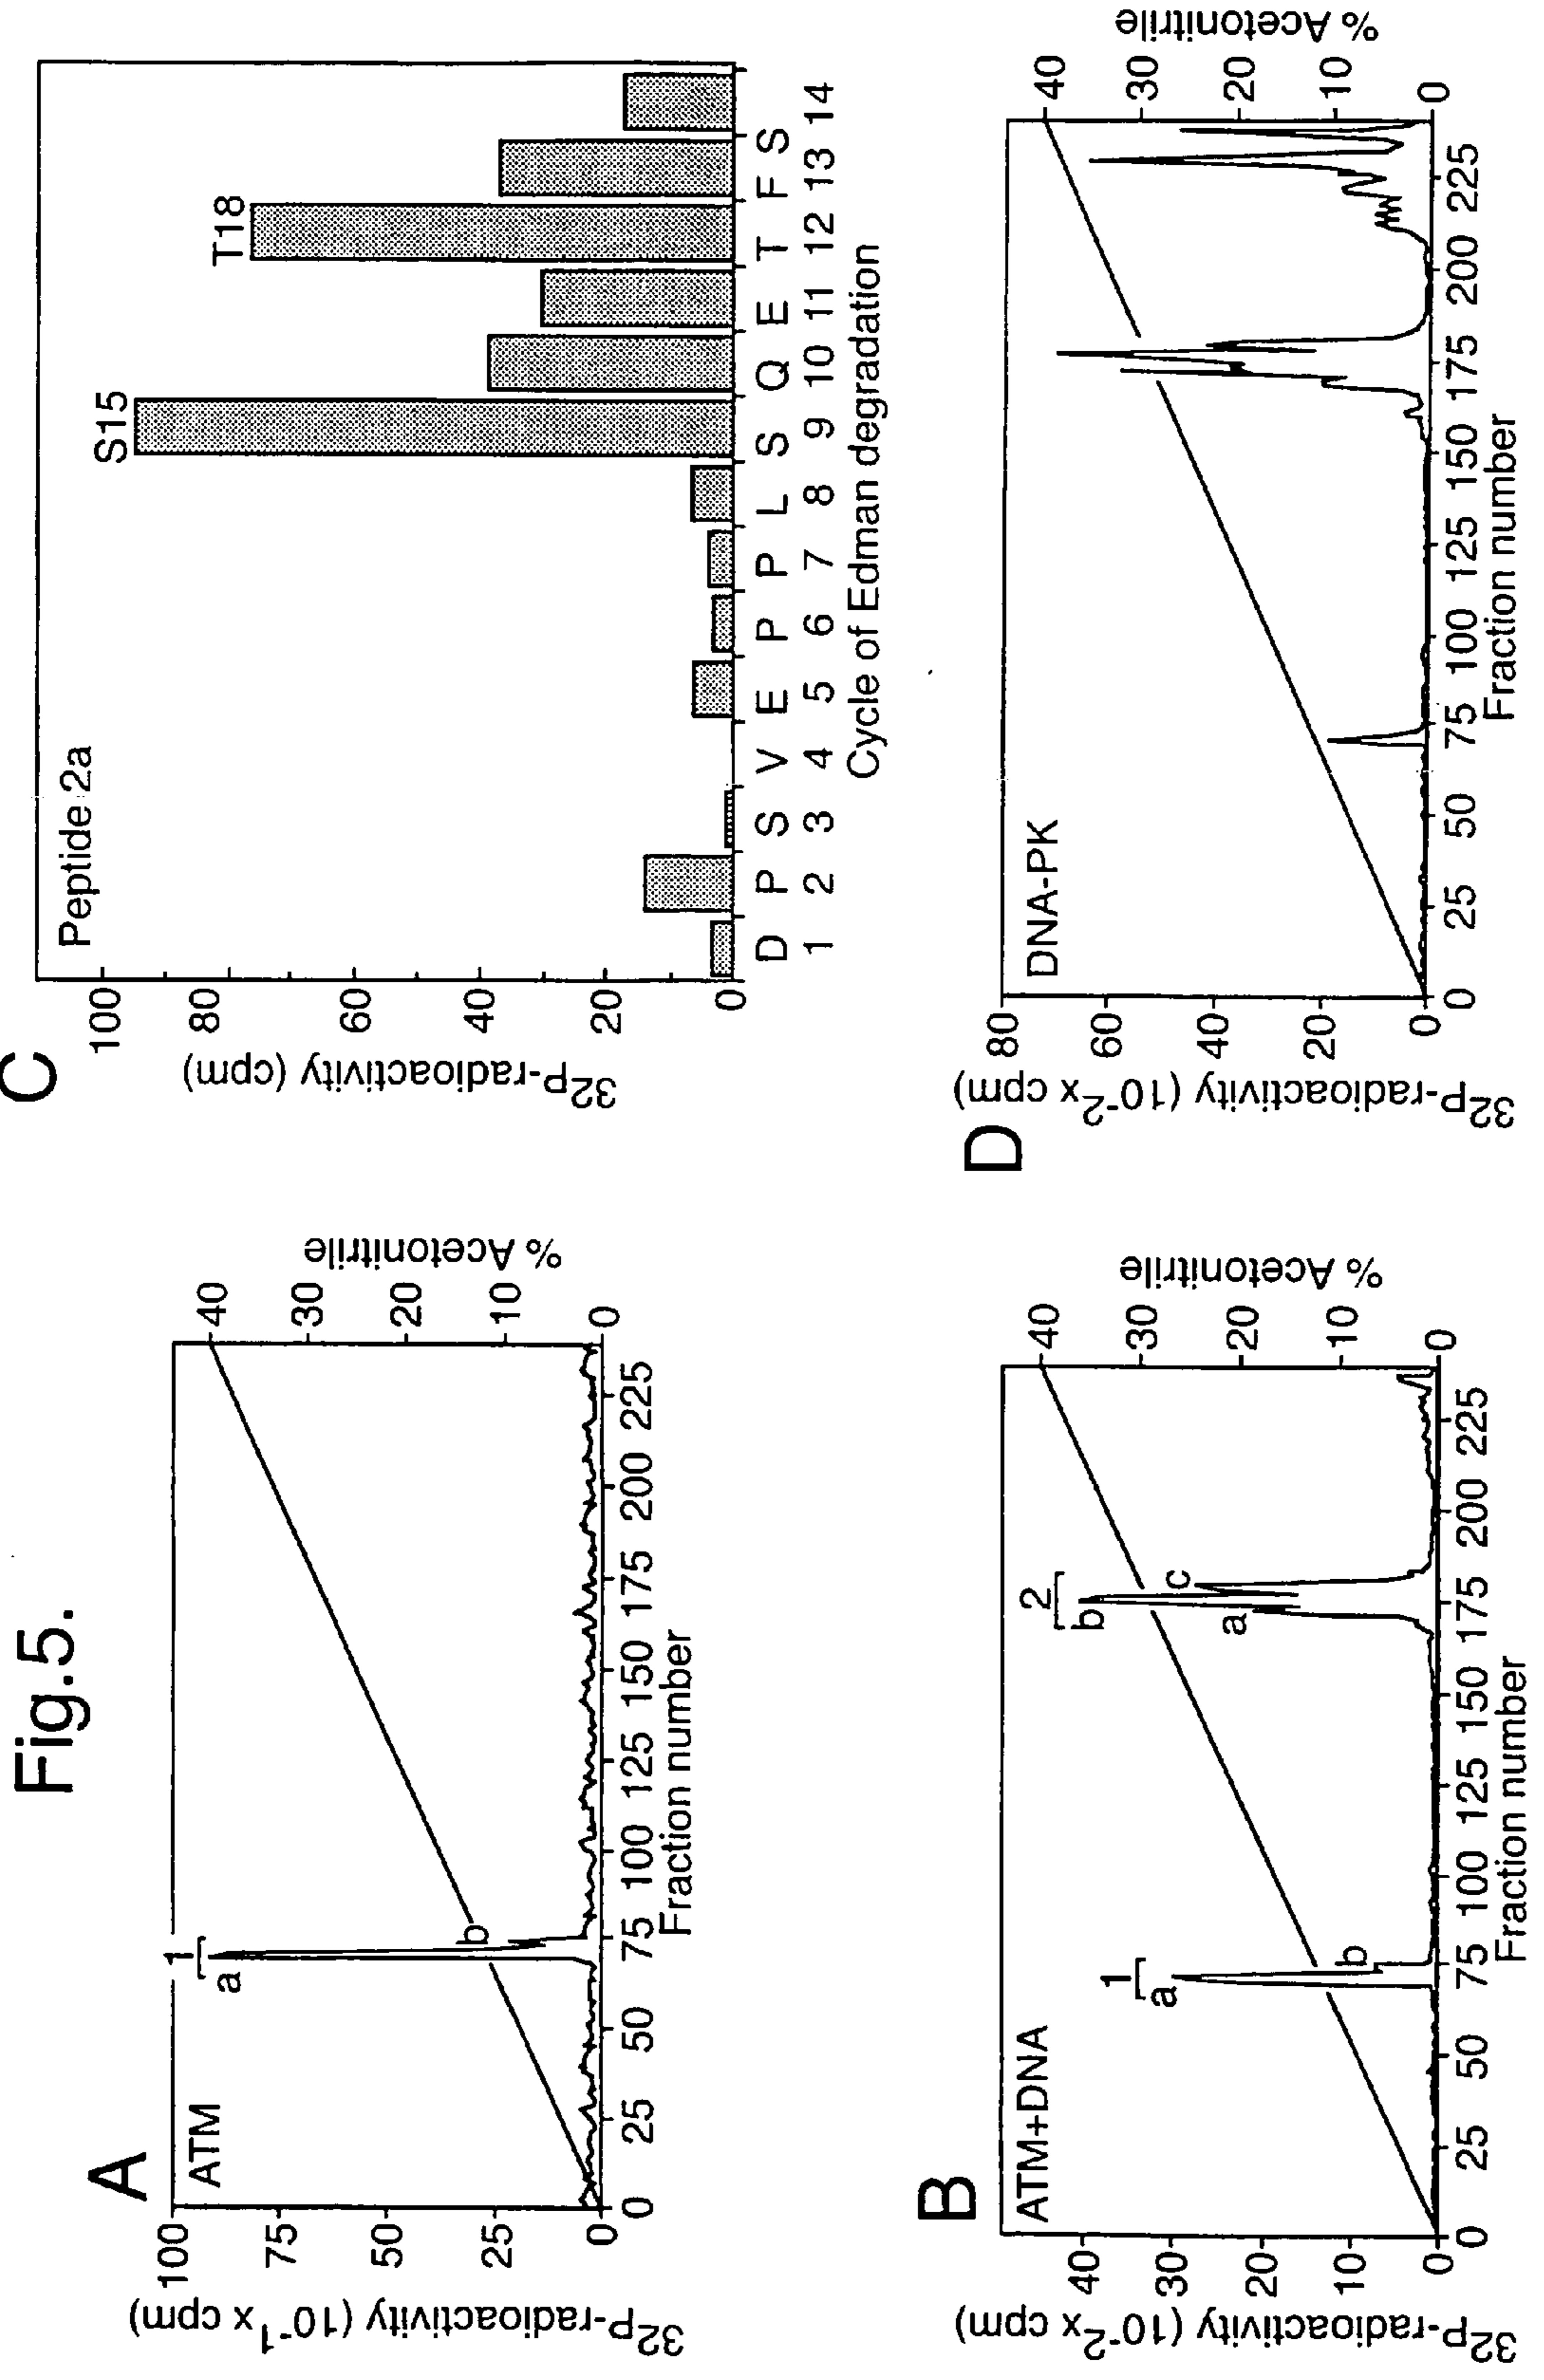 Fig.5.
A
ATM
1
a
b
100
75
50
25
0
32P-radioactivity (10-1 x cpm)
40
30
20
10
0
% Acetonitrile
0 25 50 75 100 125 150 175 200 225
Fraction number
B
ATM+DNA
1
a
b
2
a
b
c
40
30
20
10
0
32P-radioactivity (10-2 x cpm)
40
30
20
10
0
% Acetonitrile
0 25 50 75 100 125 150 175 200 225
Fraction number
C
Peptide 2a
S15
T18
100
80
60
40
20
0
32P-radioactivity (cpm)
D P S V E P P L S Q E T F S
1 2 3 4 5 6 7 8 9 10 11 12 13 14
Cycle of Edman degradation
D
DNA-PK
80
60
40
20
0
32P-radioactivity (10-2 x cpm)
40
30
20
10
0
% Acetonitrile
0 25 50 75 100 125 150 175 200 225
Fraction number